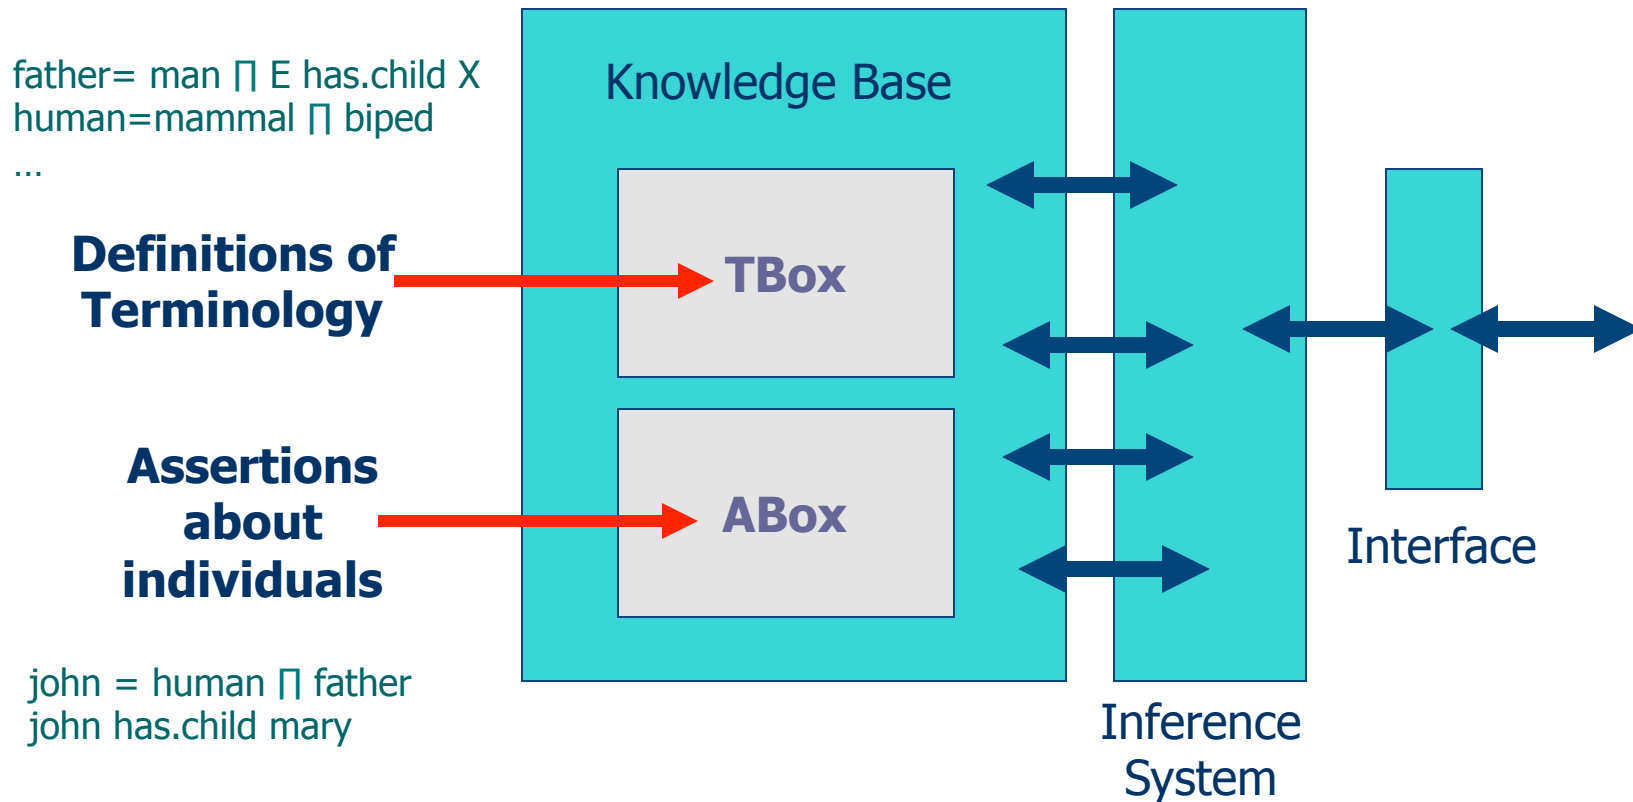 father= man ∏ E has.child X
human=mammal ∏ biped
...
Knowledge Base
Definitions of
Terminology
TBox
Assertions
about
individuals
ABox
Interface
john = human ∏ father
john has.child mary
Inference
System